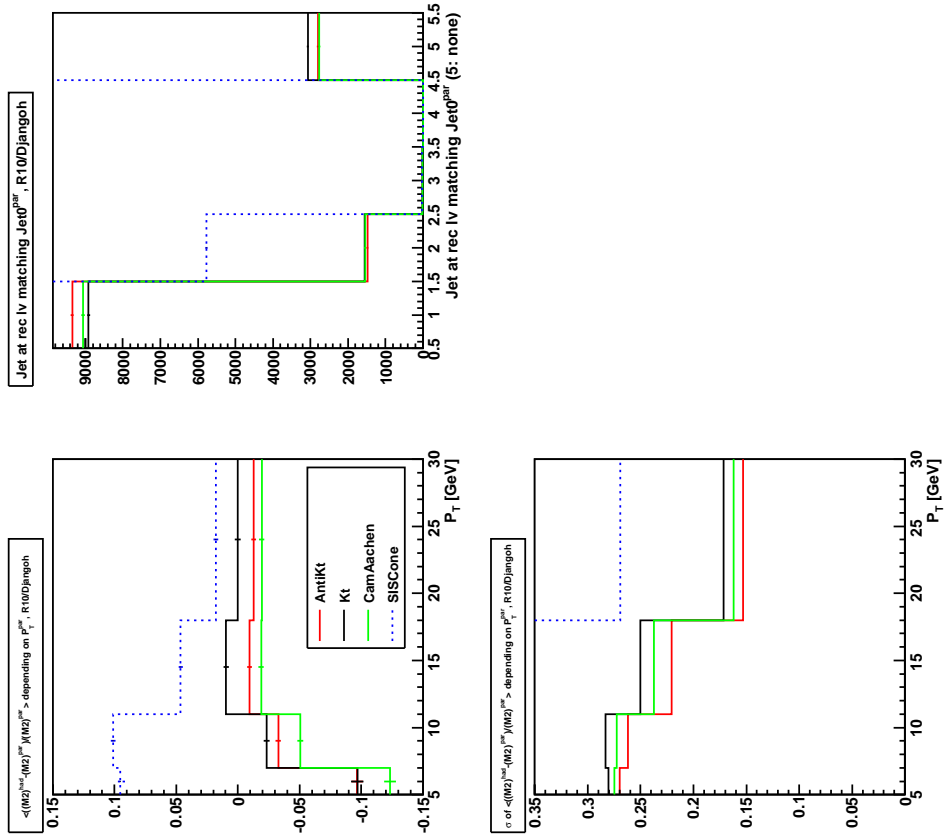 <((M2)^had-(M2)^par)/(M2)^par > depending on P_T^par, R10/Djangoh
0.15
0.1
0.05
0
-0.05
-0.1
-0.15
5 10 15 20 25 30
P_T [GeV]
AntiKt
Kt
CamAachen
SISCone
Jet at rec lv matching Jet0^par, R10/Djangoh
9000
8000
7000
6000
5000
4000
3000
2000
1000
0
0.5 1 1.5 2 2.5 3 3.5 4 4.5 5 5.5
Jet at rec lv matching Jet0^par (5: none)
σ of <((M2)^had-(M2)^par)/(M2)^par > depending on P_T^par, R10/Djangoh
0.35
0.3
0.25
0.2
0.15
0.1
0.05
0
5 10 15 20 25 30
P_T [GeV]